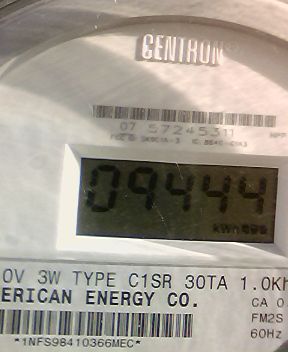 CENTRON
07 57245311
09444
kWh
0V 3W TYPE C1SR 30TA 1.0Kh
ERICAN ENERGY CO.
CA 0
FM2S
60Hz
*1NFS98410366MEC*